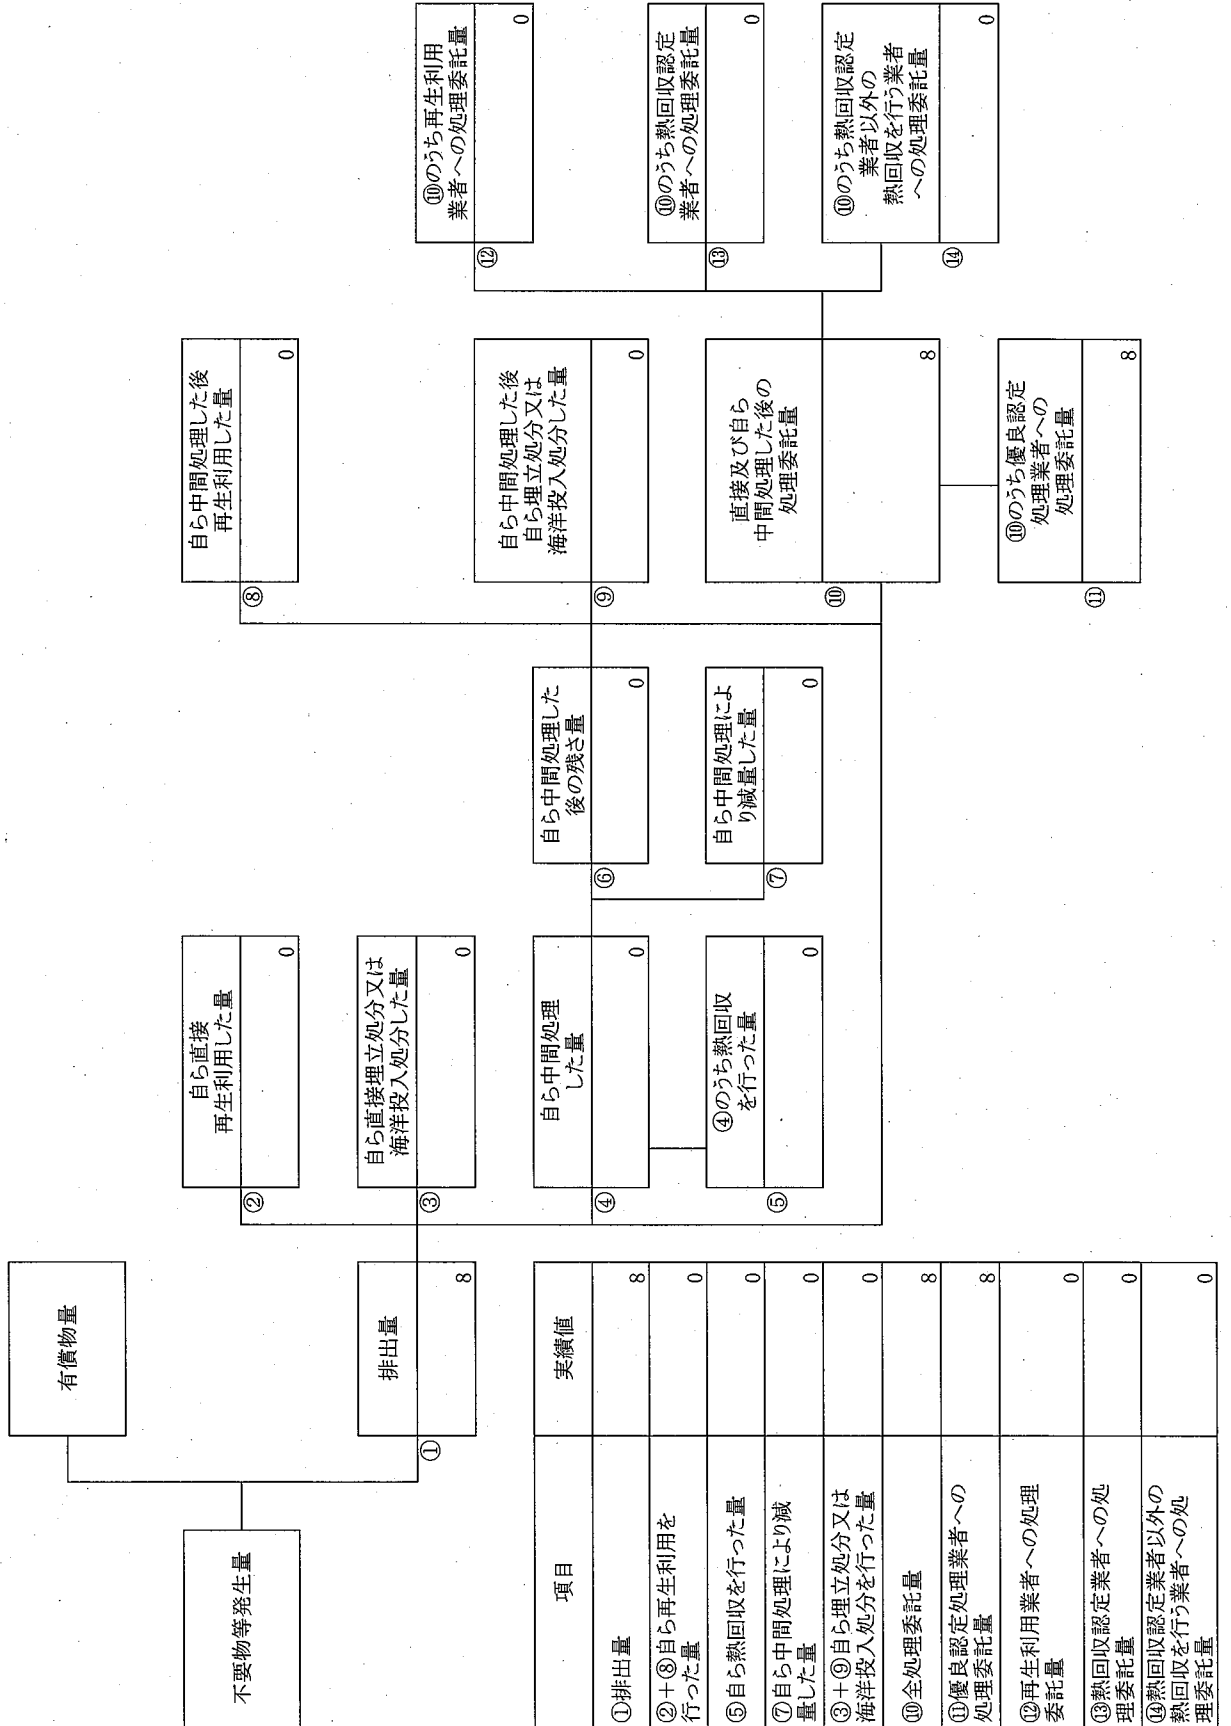 不要物等発生量
有償物量
排出量
①
8
自ら直接
再生利用した量
②
0
自ら直接埋立処分又は
海洋投入処分した量
③
0
自ら中間処理
した量
④
0
④のうち熱回収
を行った量
⑤
0
自ら中間処理した
後の残さ量
⑥
0
自ら中間処理によ
り減量した量
⑦
0
自ら中間処理した後
再生利用した量
⑧
0
自ら中間処理した後
自ら埋立処分又は
海洋投入処分した量
⑨
0
直接及び自ら
中間処理した後の
処理委託量
⑩
8
⑩のうち優良認定
処理業者への
処理委託量
⑪
8
⑩のうち再生利用
業者への処理委託量
⑫
0
⑩のうち熱回収認定
業者への処理委託量
⑬
0
⑩のうち熱回収認定
業者以外の
熱回収を行う業者
への処理委託量
⑭
0
項目 実績値
①排出量 8
②+⑧自ら再生利用を
行った量 0
⑤自ら熱回収を行った量 0
⑦自ら中間処理により減
量した量 0
③+⑨自ら埋立処分又は
海洋投入処分を行った量 0
⑩全処理委託量 8
⑪優良認定処理業者への
処理委託量 8
⑫再生利用業者への処理
委託量 0
⑬熱回収認定業者への処
理委託量 0
⑭熱回収認定業者以外の
熱回収を行う業者への処
理委託量 0